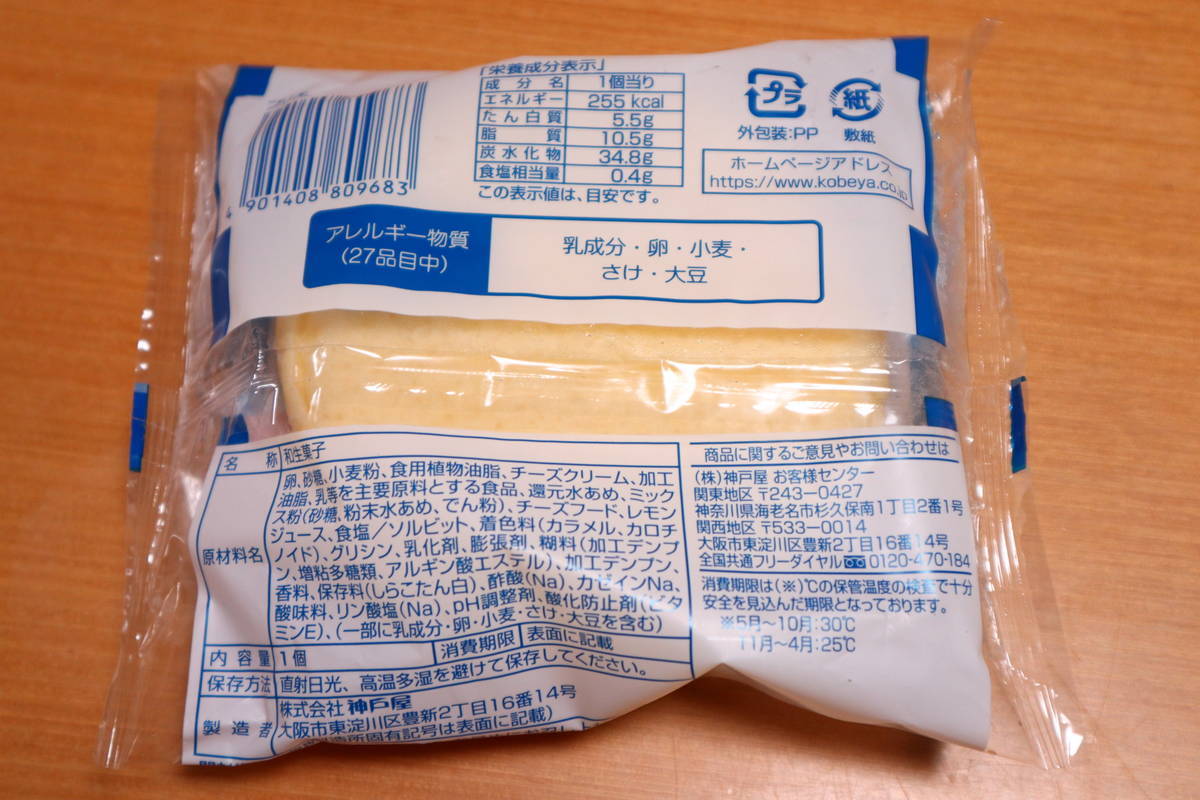 「栄養成分表示」
成分名 1個当り
エネルギー 255 kcal
たん白質 5.5g
脂質 10.5g
炭水化物 34.8g
食塩相当量 0.4g
この表示値は、目安です。
4 901408 809683
プラ
外包装:PP
紙
敷紙
ホームページアドレス
https://www.kobeya.co.jp
アレルギー物質
(27品目中)
乳成分・卵・小麦・
さけ・大豆
名称 和生菓子
原材料名
卵、砂糖、小麦粉、食用植物油脂、チーズクリーム、加工
油脂、乳等を主要原料とする食品、還元水あめ、ミック
ス粉(砂糖、粉末水あめ、でん粉)、チーズフード、レモン
ジュース、食塩/ソルビット、着色料(カラメル、カロチ
ノイド)、グリシン、乳化剤、膨張剤、糊料(加工デンプ
ン、増粘多糖類、アルギン酸エステル)、加工デンプン、
香料、保存料(しらこたん白)、酢酸(Na)、カゼインNa、
酸味料、リン酸塩(Na)、pH調整剤、酸化防止剤(ビタ
ミンE)、(一部に乳成分・卵・小麦・さけ・大豆を含む)
内容量 1個 消費期限 表面に記載
保存方法 直射日光、高温多湿を避けて保存してください。
製造者 株式会社 神戸屋
大阪市東淀川区豊新2丁目16番14号
製造所固有記号は表面に記載)
商品に関するご意見やお問い合わせは
(株)神戸屋 お客様センター
関東地区 〒243-0427
神奈川県海老名市杉久保南1丁目2番1号
関西地区 〒533-0014
大阪市東淀川区豊新2丁目16番14号
全国共通フリーダイヤル 0120-470-184
消費期限は(※)℃の保管温度の検査で十分
安全を見込んだ期限となっております。
※5月～10月:30℃
11月～4月:25℃